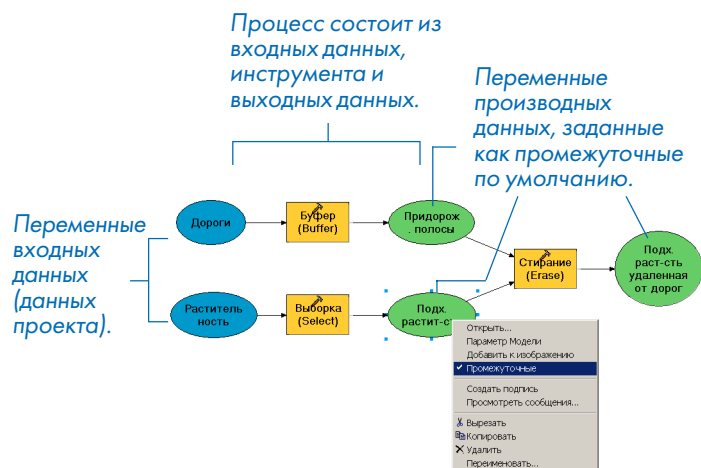 Процесс состоит из
входных данных,
инструмента и
выходных данных.
Переменные
производных
данных, заданные
как промежуточные
по умолчанию.
Переменные
входных
данных
(данных
проекта).
Дороги
Буфер
(Buffer)
Придорож
. полосы
Стирание
(Erase)
Подх.
раст-сть
удаленная
от дорог
Раститель
ность
Выборка
(Select)
Подх.
растит-с
Открыть...
Параметр Модели
Добавить к изображению
Промежуточные
Создать подпись
Просмотреть сообщения...
Вырезать
Копировать
Удалить
Переименовать...